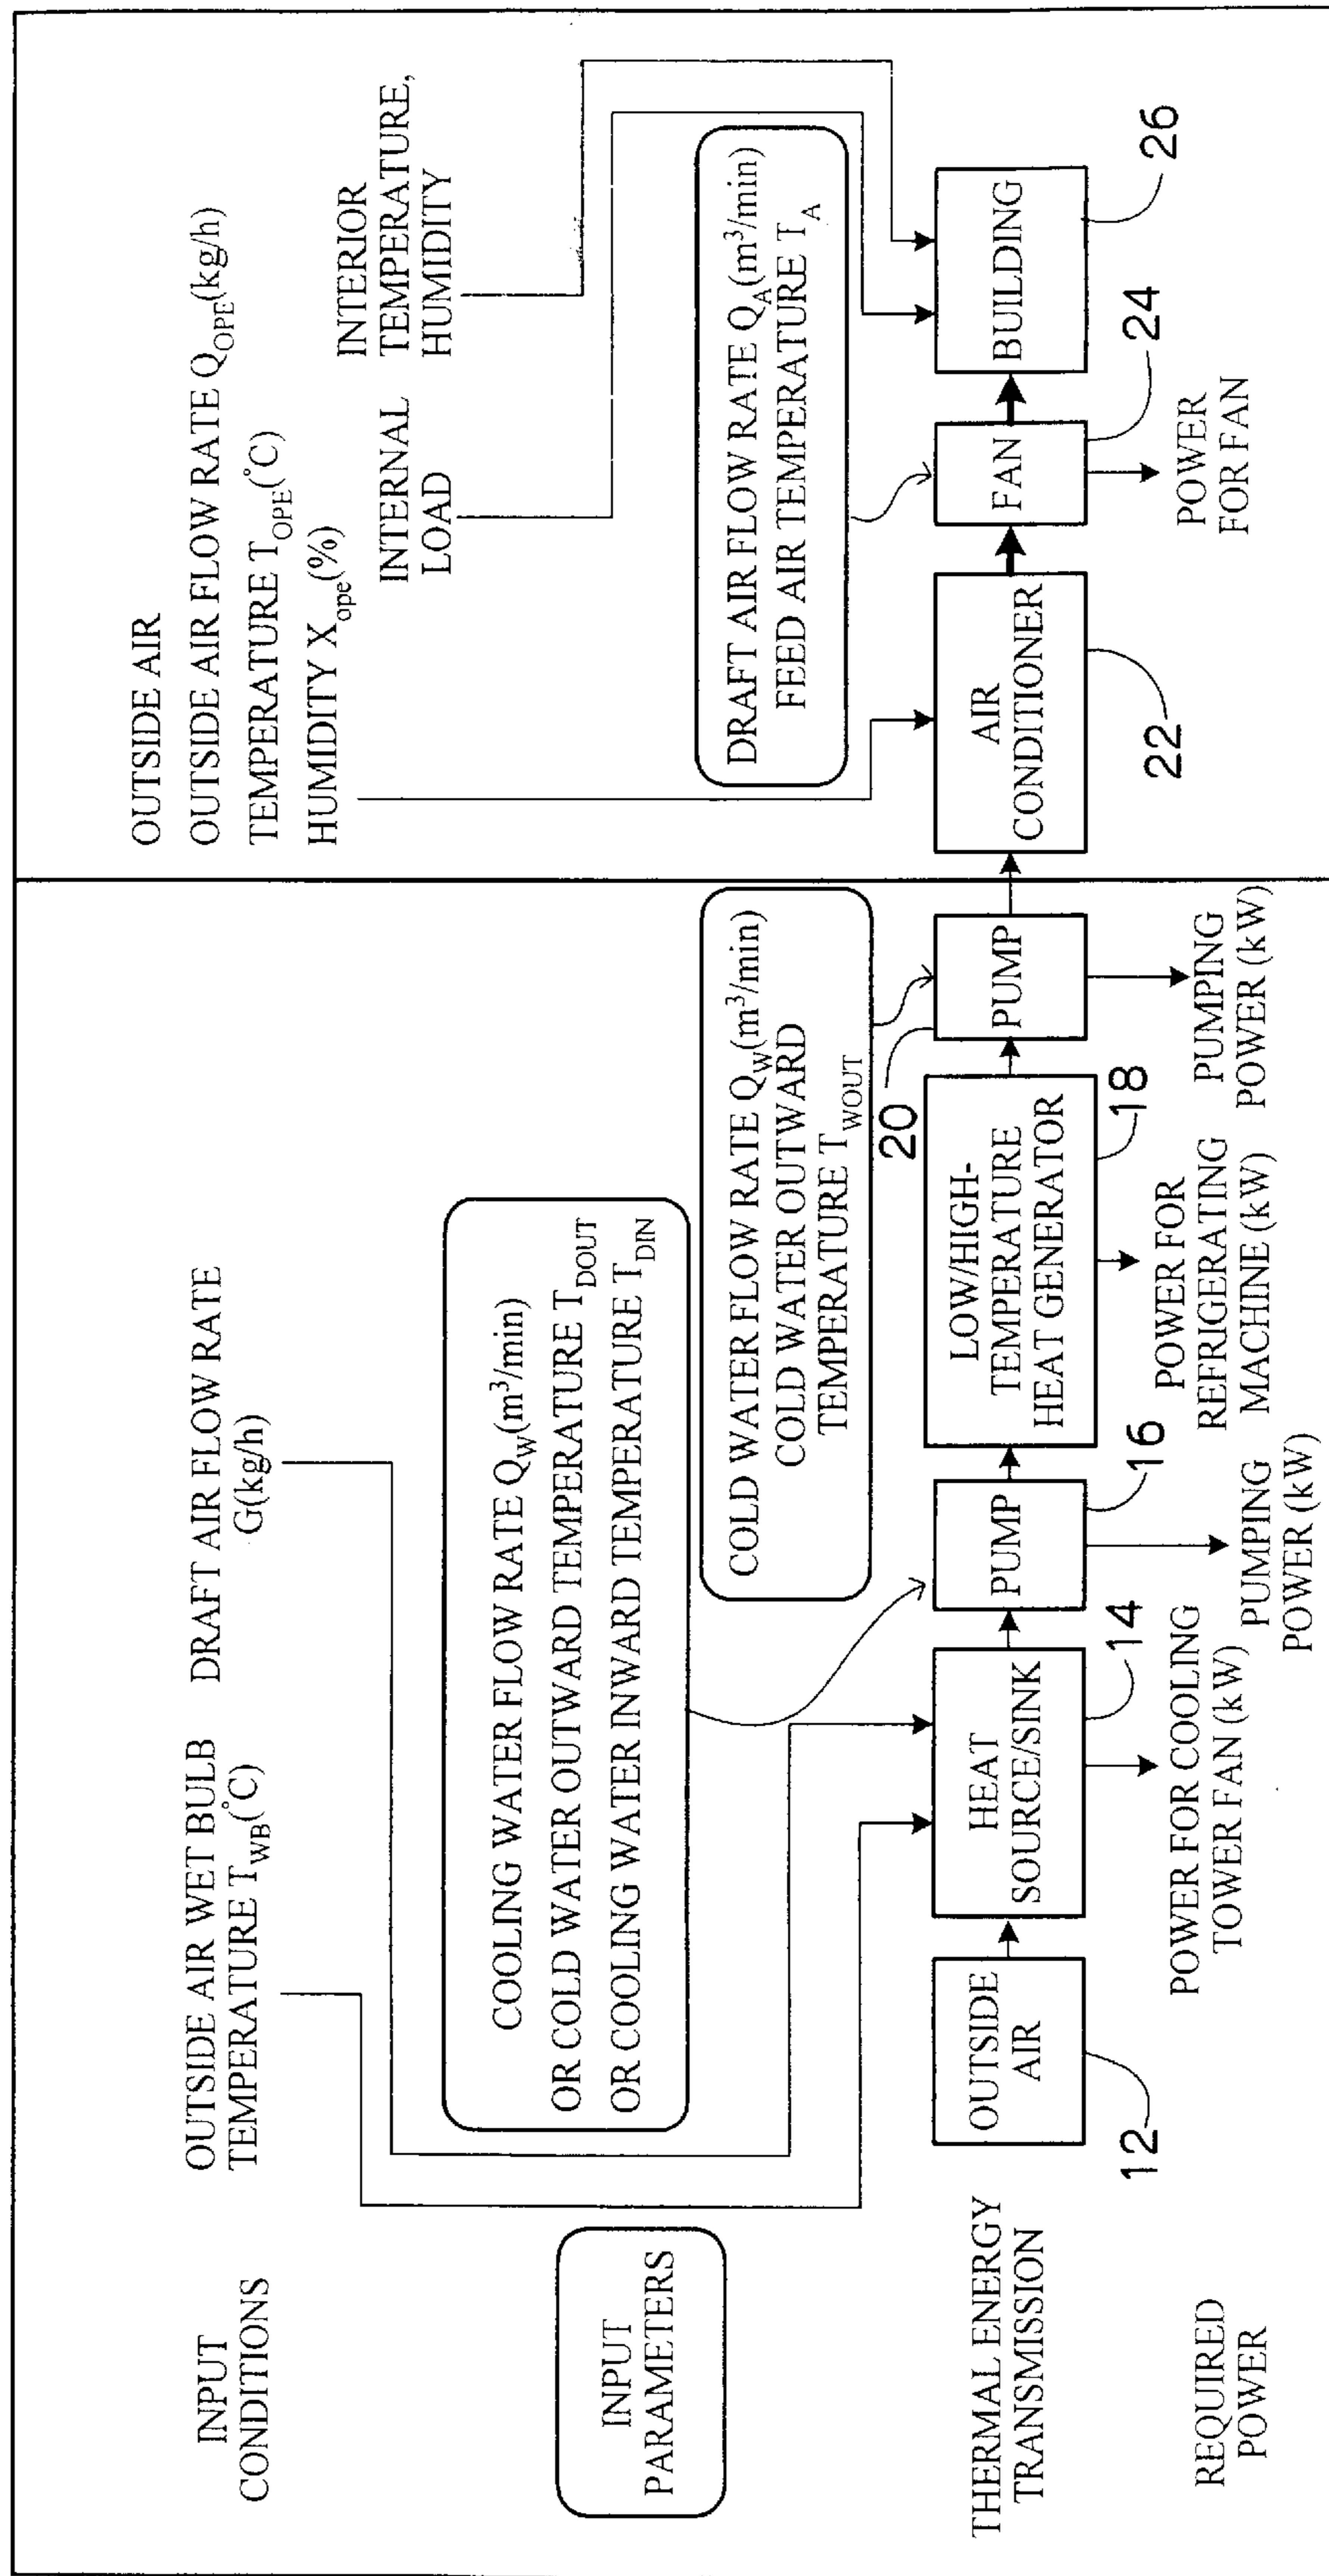 INPUT
CONDITIONS
OUTSIDE AIR WET BULB
TEMPERATURE T_WB(°C)
DRAFT AIR FLOW RATE
G(kg/h)
OUTSIDE AIR
OUTSIDE AIR FLOW RATE Q_OPE(kg/h)
TEMPERATURE T_OPE(°C)
HUMIDITY X_ope(%)
INTERNAL
LOAD
INTERIOR
TEMPERATURE,
HUMIDITY
INPUT
PARAMETERS
COOLING WATER FLOW RATE Q_W(m³/min)
OR COLD WATER OUTWARD TEMPERATURE T_DOUT
OR COOLING WATER INWARD TEMPERATURE T_DIN
COLD WATER FLOW RATE Q_W(m³/min)
COLD WATER OUTWARD
TEMPERATURE T_WOUT
DRAFT AIR FLOW RATE Q_A(m³/min)
FEED AIR TEMPERATURE T_A
THERMAL ENERGY
TRANSMISSION
OUTSIDE
AIR
12
HEAT
SOURCE/SINK
14
PUMP
16
LOW/HIGH-
TEMPERATURE
HEAT GENERATOR
18
20
PUMP
AIR
CONDITIONER
22
FAN
24
BUILDING
26
REQUIRED
POWER
POWER FOR COOLING
TOWER FAN (kW)
PUMPING
POWER (kW)
POWER FOR
REFRIGERATING
MACHINE (kW)
PUMPING
POWER (kW)
POWER
FOR FAN